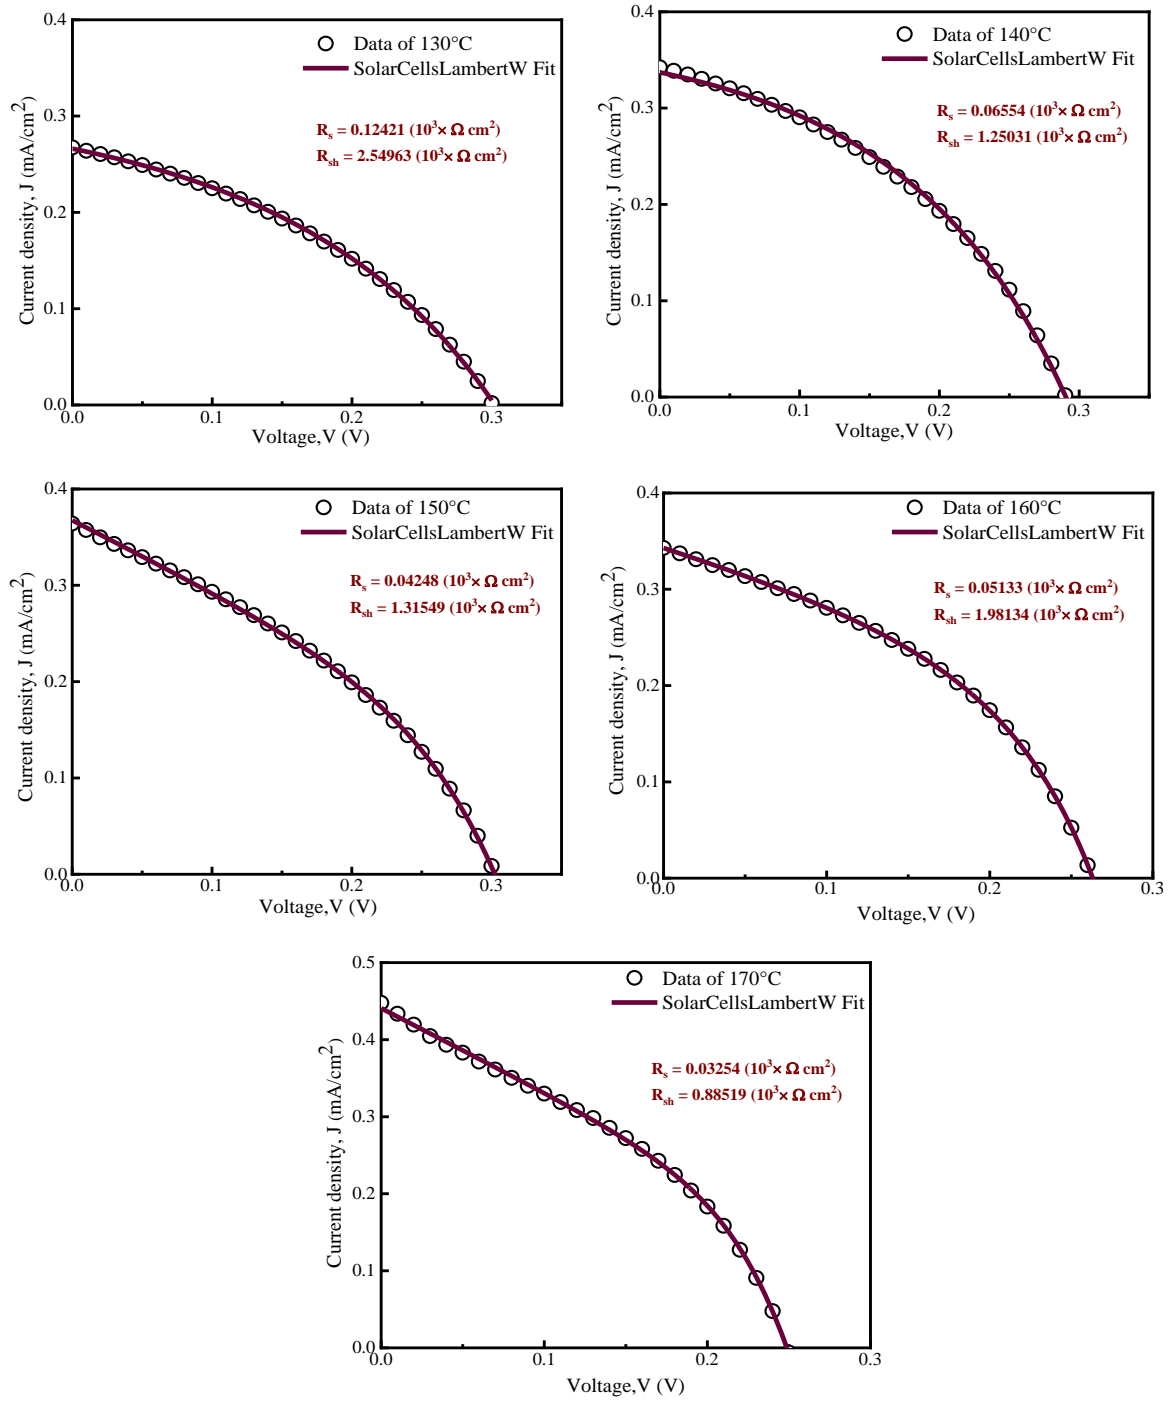 0.4
0.3
0.2
0.1
0.0
0.0
0.1
0.2
0.3
Current density, J (mA/cm²)
Voltage,V (V)
Data of 130°C
SolarCellsLambertW Fit
Rₛ = 0.12421 (10³× Ω cm²)
Rₛₕ = 2.54963 (10³× Ω cm²)
0.4
0.3
0.2
0.1
0.0
0.0
0.1
0.2
0.3
Current density, J (mA/cm²)
Voltage,V (V)
Data of 140°C
SolarCellsLambertW Fit
Rₛ = 0.06554 (10³× Ω cm²)
Rₛₕ = 1.25031 (10³× Ω cm²)
0.4
0.3
0.2
0.1
0.0
0.0
0.1
0.2
0.3
Current density, J (mA/cm²)
Voltage,V (V)
Data of 150°C
SolarCellsLambertW Fit
Rₛ = 0.04248 (10³× Ω cm²)
Rₛₕ = 1.31549 (10³× Ω cm²)
0.4
0.3
0.2
0.1
0.0
0.0
0.1
0.2
0.3
Current density, J (mA/cm²)
Voltage,V (V)
Data of 160°C
SolarCellsLambertW Fit
Rₛ = 0.05133 (10³× Ω cm²)
Rₛₕ = 1.98134 (10³× Ω cm²)
0.5
0.4
0.3
0.2
0.1
0.0
0.0
0.1
0.2
0.3
Current density, J (mA/cm²)
Voltage,V (V)
Data of 170°C
SolarCellsLambertW Fit
Rₛ = 0.03254 (10³× Ω cm²)
Rₛₕ = 0.88519 (10³× Ω cm²)